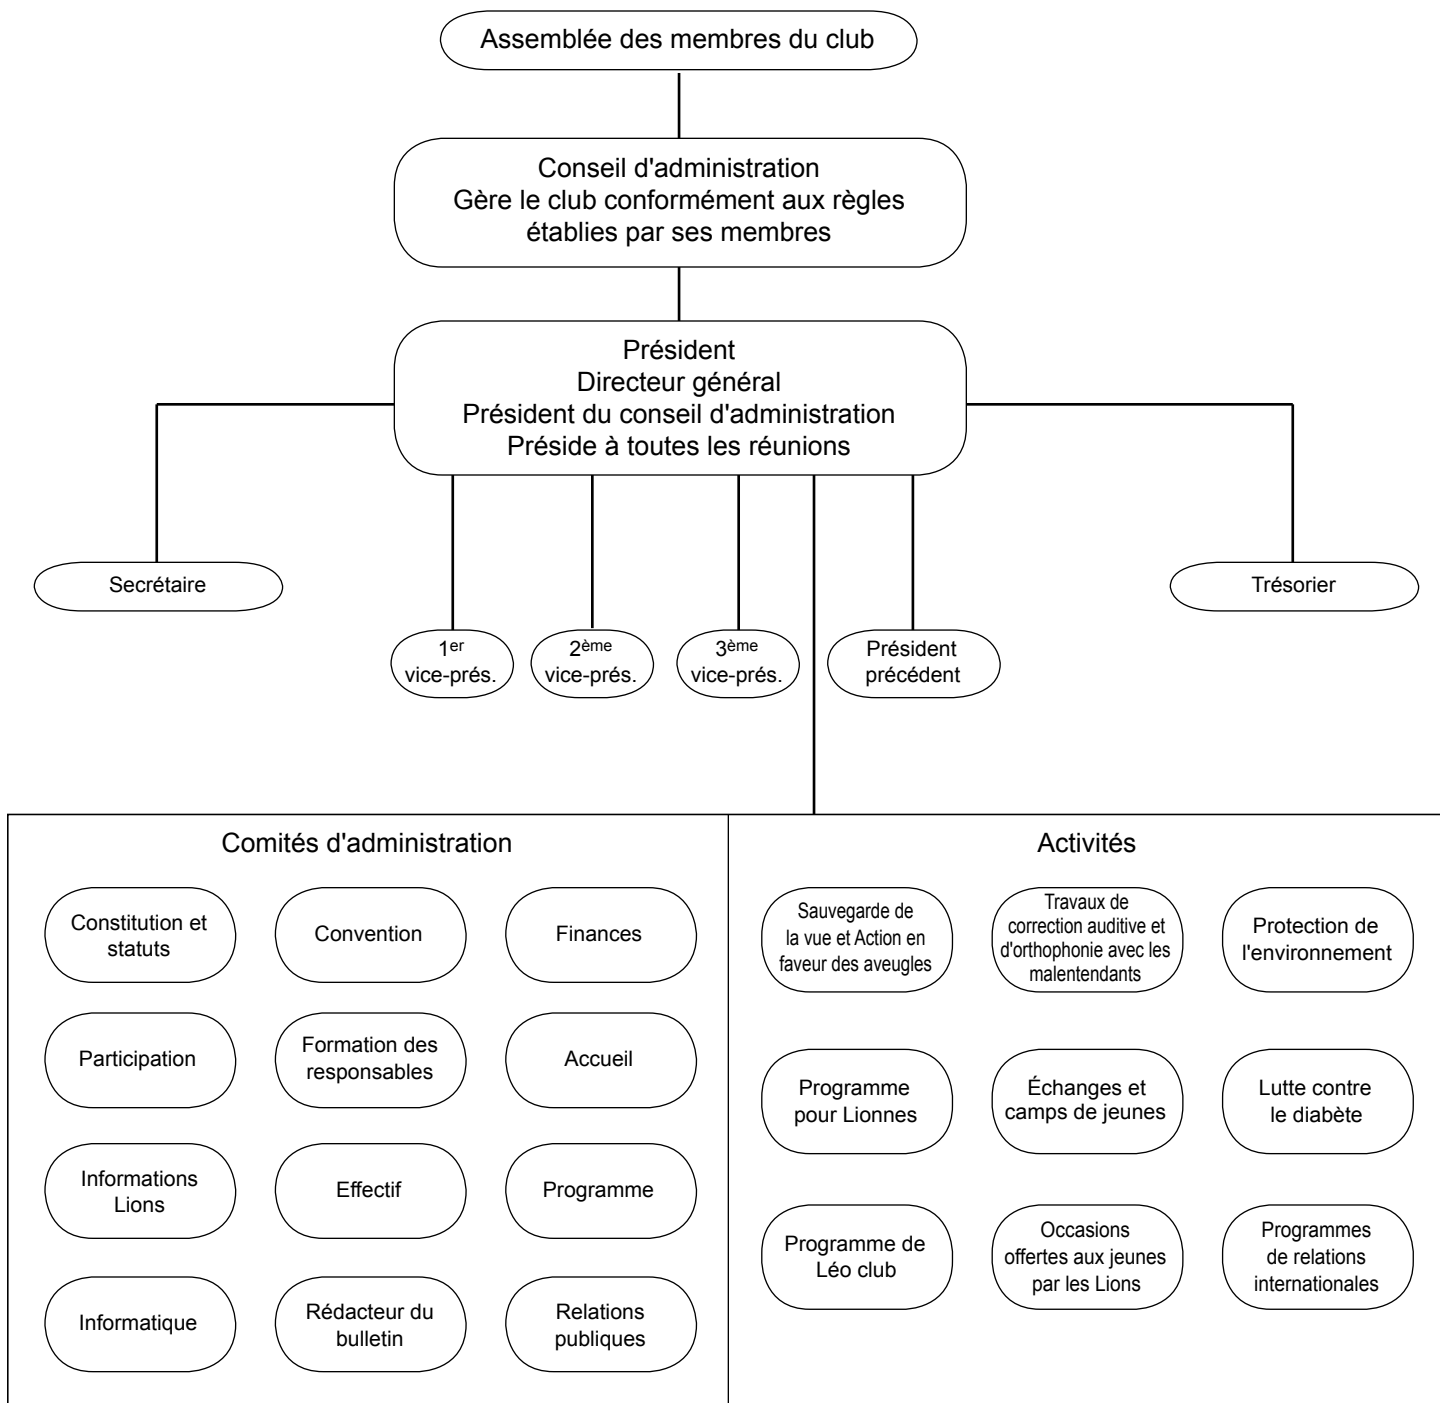 Assemblée des membres du club
Conseil d'administration
Gère le club conformément aux règles
établies par ses membres
Président
Directeur général
Président du conseil d'administration
Préside à toutes les réunions
Secrétaire
Trésorier
1er
vice-prés.
2ème
vice-prés.
3ème
vice-prés.
Président
précédent
Comités d'administration
Constitution et
statuts
Convention
Finances
Participation
Formation des
responsables
Accueil
Informations
Lions
Effectif
Programme
Informatique
Rédacteur du
bulletin
Relations
publiques
Activités
Sauvegarde de
la vue et Action en
faveur des aveugles
Travaux de
correction auditive et
d'orthophonie avec les
malentendants
Protection de
l'environnement
Programme
pour Lionnes
Échanges et
camps de jeunes
Lutte contre
le diabète
Programme de
Léo club
Occasions
offertes aux jeunes
par les Lions
Programmes
de relations
internationales